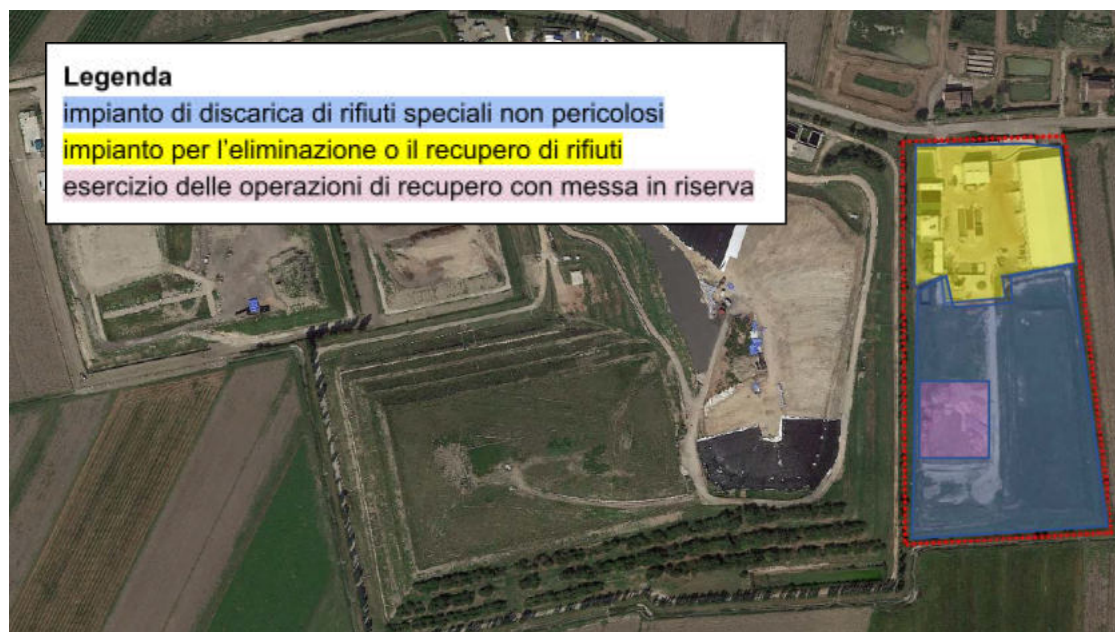 Legenda
impianto di discarica di rifiuti speciali non pericolosi
impianto per l'eliminazione o il recupero di rifiuti
esercizio delle operazioni di recupero con messa in riserva